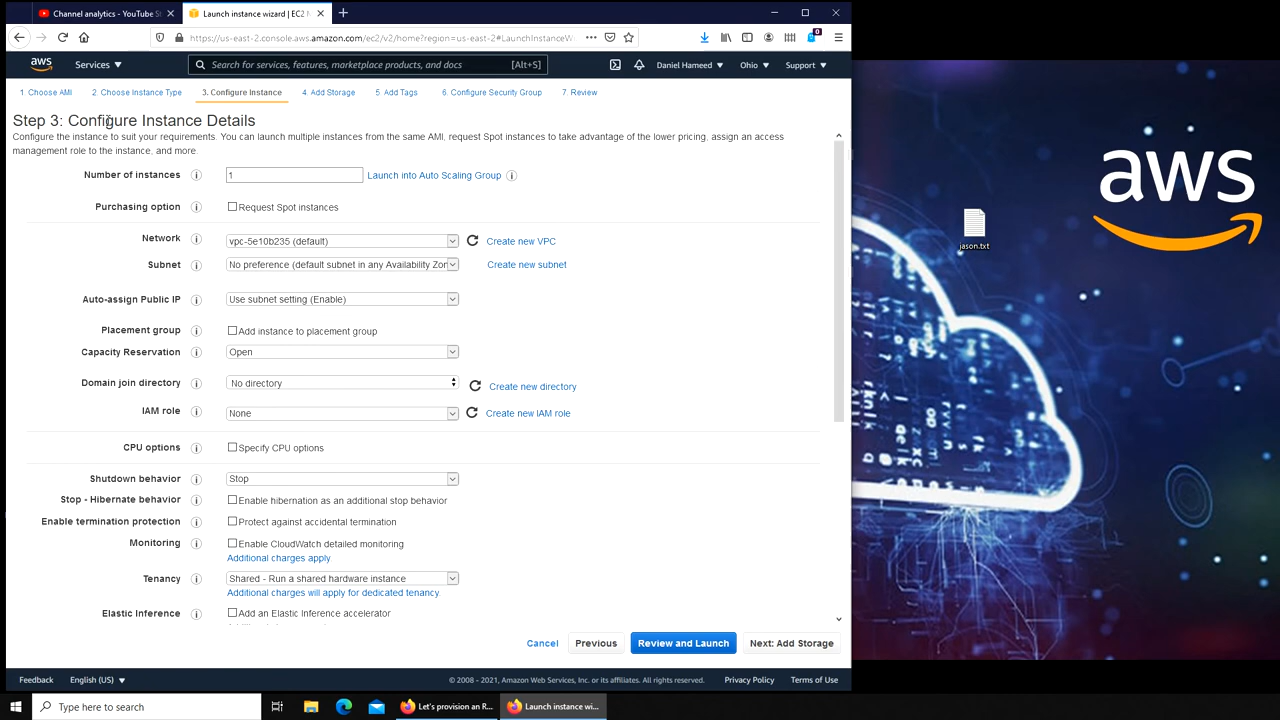 Channel analytics - YouTube St
Launch instance wizard | EC2 M
https://us-east-2.console.aws.amazon.com/ec2/v2/home?region=us-east-2#LaunchInstanceW
0
aws
Services
Search for services, features, marketplace products, and docs
[Alt+S]
Daniel Hameed
Ohio
Support
1. Choose AMI
2. Choose Instance Type
3. Configure Instance
4. Add Storage
5. Add Tags
6. Configure Security Group
7. Review
Step 3: Configure Instance Details
Configure the instance to suit your requirements. You can launch multiple instances from the same AMI, request Spot instances to take advantage of the lower pricing, assign an access
management role to the instance, and more.
Number of instances
1
Launch into Auto Scaling Group
Purchasing option
Request Spot instances
Network
vpc-5e10b235 (default)
Create new VPC
Subnet
No preference (default subnet in any Availability Zon
Create new subnet
Auto-assign Public IP
Use subnet setting (Enable)
Placement group
Add instance to placement group
Capacity Reservation
Open
Domain join directory
No directory
Create new directory
IAM role
None
Create new IAM role
CPU options
Specify CPU options
Shutdown behavior
Stop
Stop - Hibernate behavior
Enable hibernation as an additional stop behavior
Enable termination protection
Protect against accidental termination
Monitoring
Enable CloudWatch detailed monitoring
Additional charges apply.
Tenancy
Shared - Run a shared hardware instance
Additional charges will apply for dedicated tenancy.
Elastic Inference
Add an Elastic Inference accelerator
Cancel
Previous
Review and Launch
Next: Add Storage
Feedback
English (US)
© 2008 - 2021, Amazon Web Services, Inc. or its affiliates. All rights reserved.
Privacy Policy
Terms of Use
aws
jason.txt
Type here to search
Let's provision an R...
Launch instance wi...